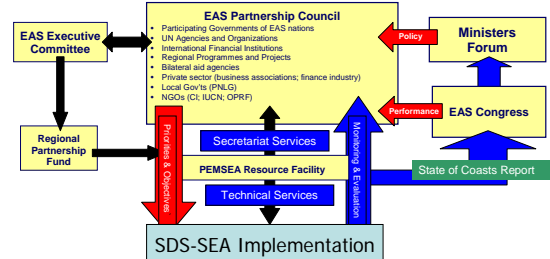 EAS Partnership Council
• Participating Governments of EAS nations
• UN Agencies and Organizations
• International Financial Institutions
• Regional Programmes and Projects
• Bilateral aid agencies
• Private sector (business associations; finance industry)
• Local Gov'ts (PNLG)
• NGOs (CI; IUCN; OPRF)
EAS Executive
Committee
Regional
Partnership
Fund
Policy
Ministers
Forum
Performance
EAS Congress
State of Coasts Report
Priorities & Objectives
Secretariat Services
PEMSEA Resource Facility
Technical Services
Monitoring & Evaluation
SDS-SEA Implementation